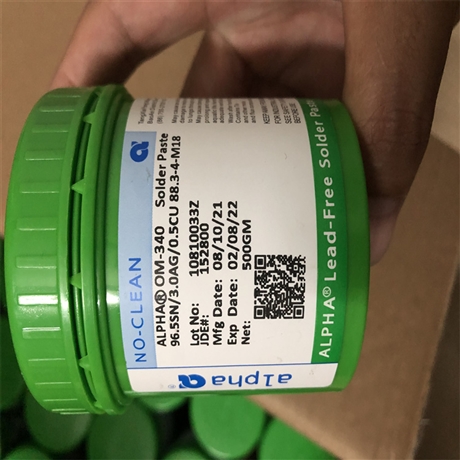 NO-CLEAN
ALPHA® OM-340 Solder Paste
96.5SN/3.0AG/0.5CU 88.3-4-M18
Lot No: 10810033Z
JDE#: 152800
Mfg Date: 08/10/21
Exp Date: 02/08/22
Net: 500GM
alpha
ALPHA® Lead-Free Solder Paste